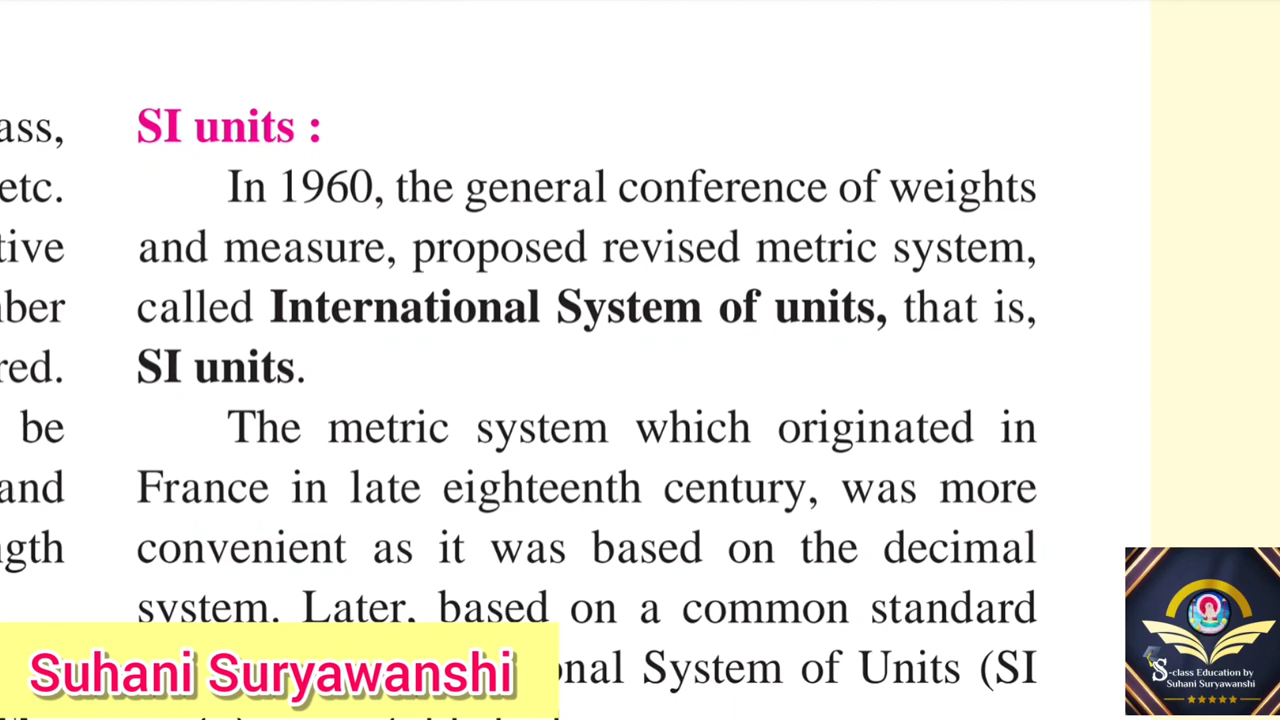 ass,
etc.
tive
ber
red.
be
and
gth
SI units :
In 1960, the general conference of weights
and measure, proposed revised metric system,
called International System of units, that is,
SI units.
The metric system which originated in
France in late eighteenth century, was more
convenient as it was based on the decimal
system. Later, based on a common standard
nal System of Units (SI
Suhani Suryawanshi
S-class Education by
Suhani Suryawanshi